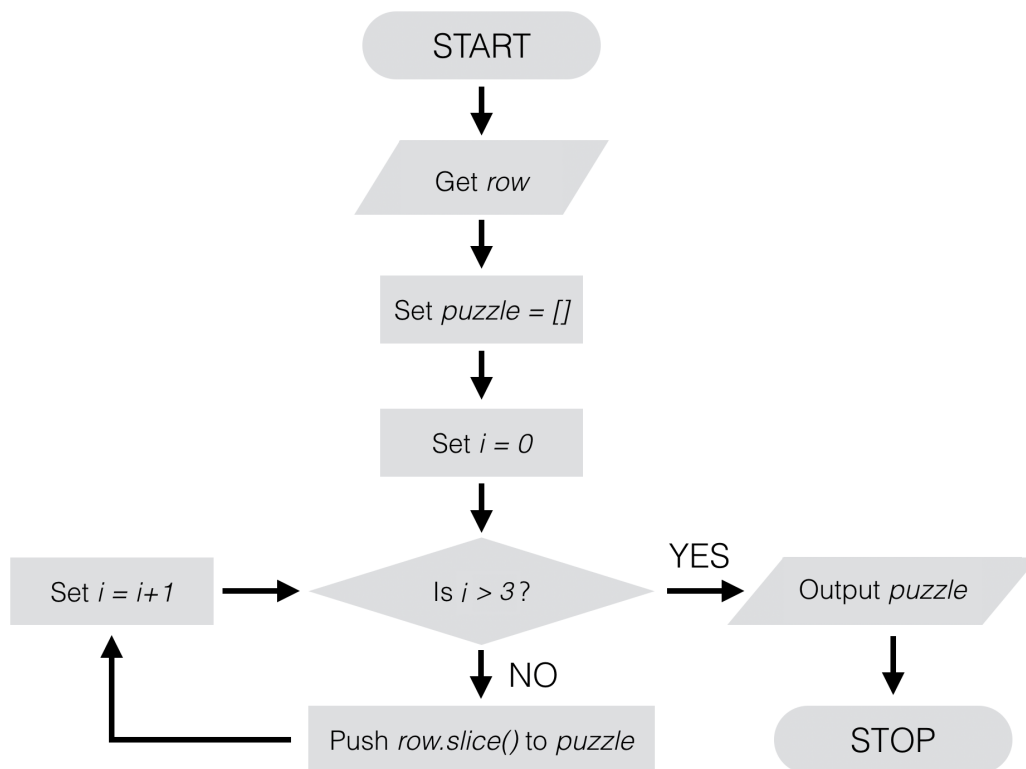 START
Get row
Set puzzle = []
Set i = 0
Is i > 3?
YES
Output puzzle
Set i = i+1
NO
Push row.slice() to puzzle
STOP